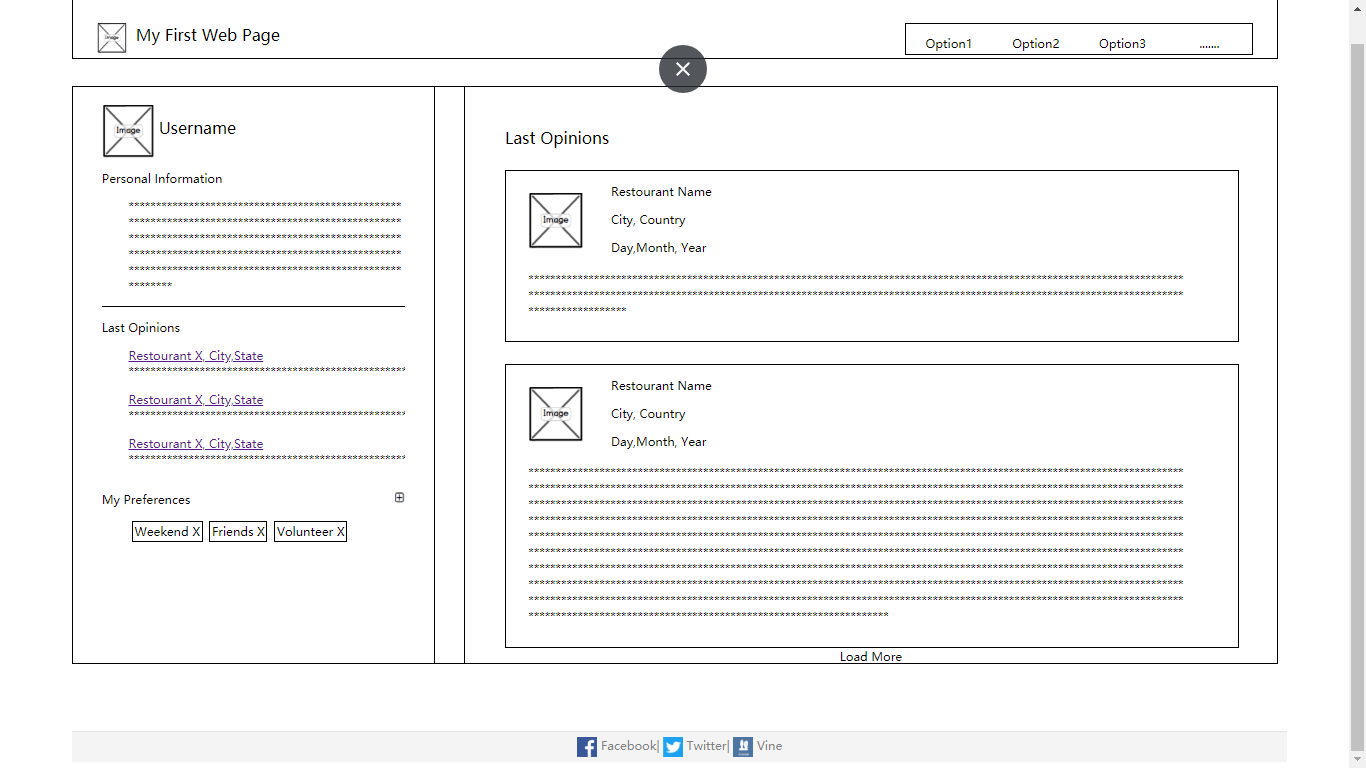 Image My First Web Page
Option1 Option2 Option3 .......
Image Username
Personal Information
**************************************************
**************************************************
**************************************************
**************************************************
**************************************************
********
Last Opinions
Restourant X, City,State
***************************************************
Restourant X, City,State
***************************************************
Restourant X, City,State
***************************************************
My Preferences
Weekend X Friends X Volunteer X
Last Opinions
Image
Restourant Name
City, Country
Day,Month, Year
************************************************************************************************************************
************************************************************************************************************************
******************
Image
Restourant Name
City, Country
Day,Month, Year
************************************************************************************************************************
************************************************************************************************************************
************************************************************************************************************************
************************************************************************************************************************
************************************************************************************************************************
************************************************************************************************************************
************************************************************************************************************************
************************************************************************************************************************
************************************************************************************************************************
******************************************************************
Load More
Facebook| Twitter| Vine